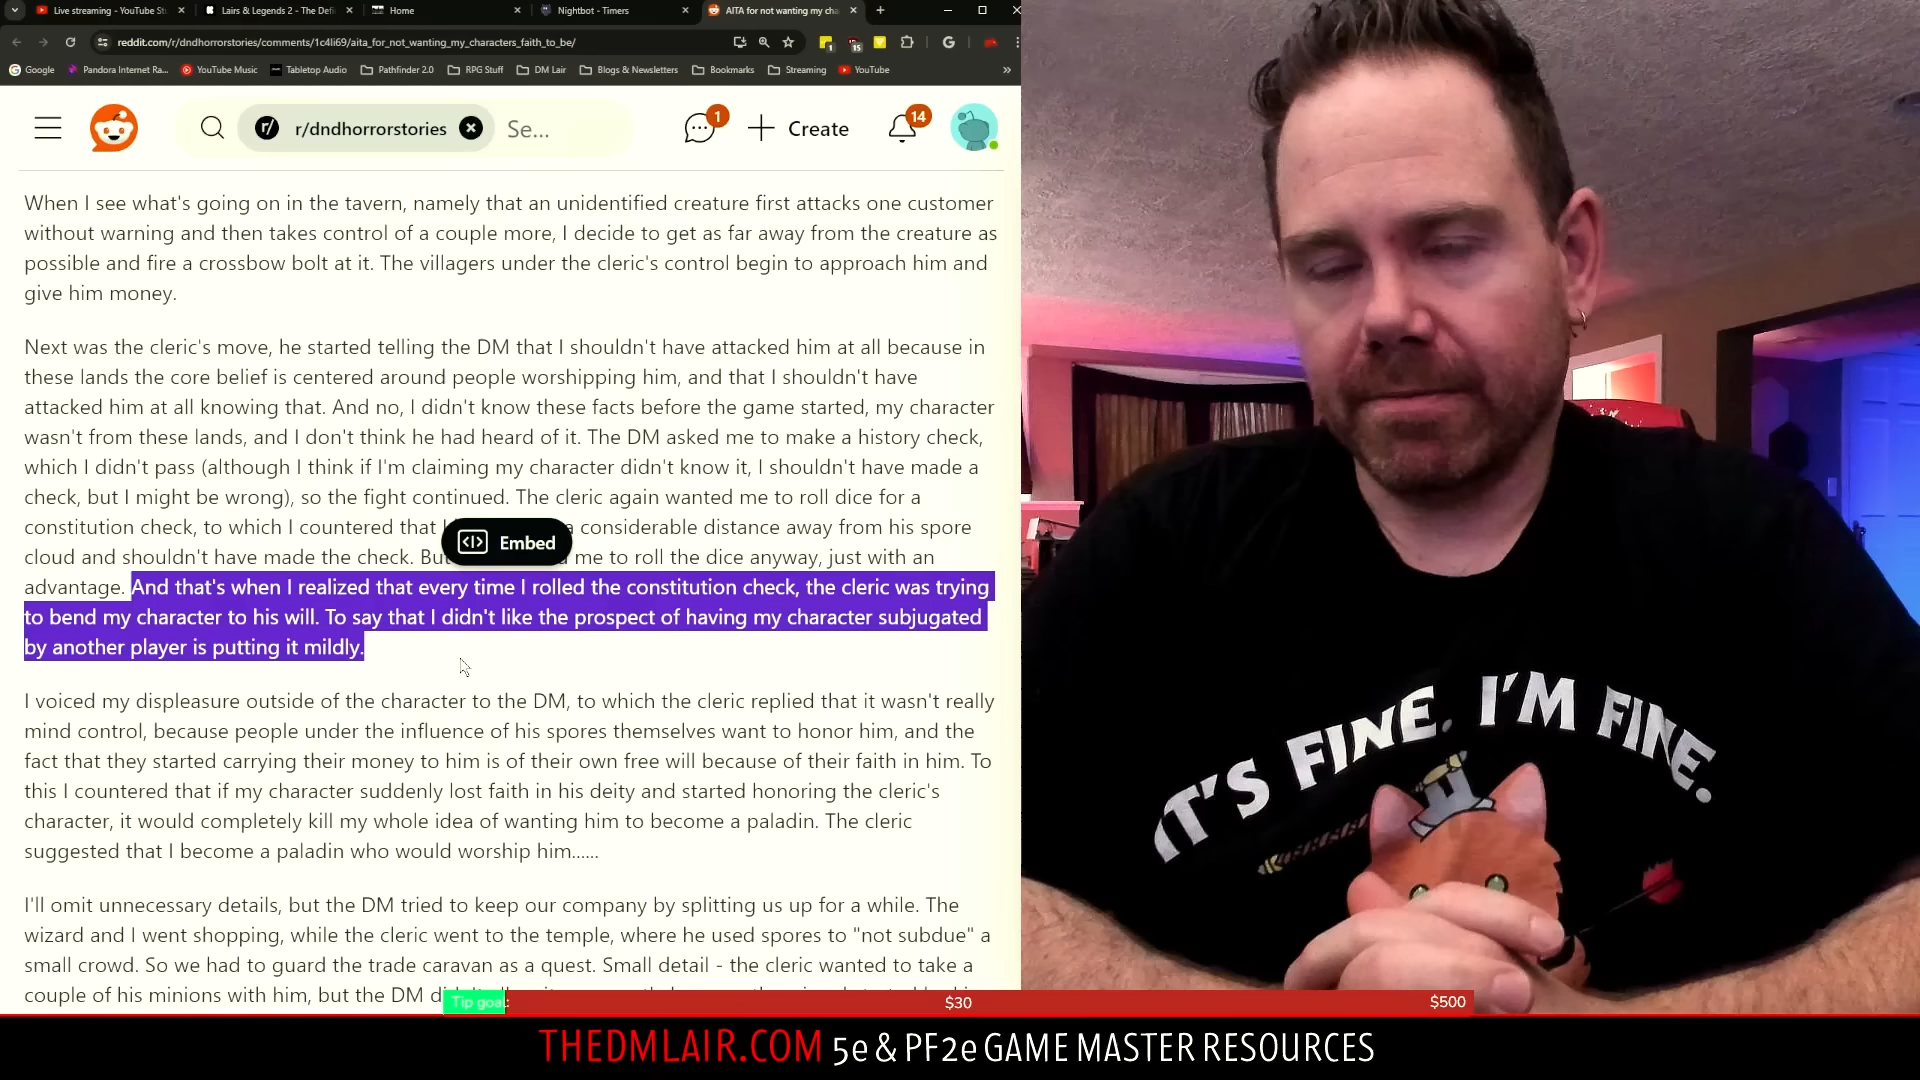 Live streaming - YouTube St
Lairs & Legends 2 - The Defi
Home
Nightbot - Timers
AITA for not wanting my cha
reddit.com/r/dndhorrorstories/comments/1c4li69/aita_for_not_wanting_my_characters_faith_to_be/
1
15
G
Google
Pandora Internet Ra...
YouTube Music
Tabletop Audio
Pathfinder 2.0
RPG Stuff
DM Lair
Blogs & Newsletters
Bookmarks
Streaming
YouTube
»
r/
r/dndhorrorstories
Se...
1
Create
14
When I see what's going on in the tavern, namely that an unidentified creature first attacks one customer
without warning and then takes control of a couple more, I decide to get as far away from the creature as
possible and fire a crossbow bolt at it. The villagers under the cleric's control begin to approach him and
give him money.
Next was the cleric's move, he started telling the DM that I shouldn't have attacked him at all because in
these lands the core belief is centered around people worshipping him, and that I shouldn't have
attacked him at all knowing that. And no, I didn't know these facts before the game started, my character
wasn't from these lands, and I don't think he had heard of it. The DM asked me to make a history check,
which I didn't pass (although I think if I'm claiming my character didn't know it, I shouldn't have made a
check, but I might be wrong), so the fight continued. The cleric again wanted me to roll dice for a
constitution check, to which I countered that considerable distance away from his spore
Embed
cloud and shouldn't have made the check. But me to roll the dice anyway, just with an
advantage. And that's when I realized that every time I rolled the constitution check, the cleric was trying
to bend my character to his will. To say that I didn't like the prospect of having my character subjugated
by another player is putting it mildly.
I voiced my displeasure outside of the character to the DM, to which the cleric replied that it wasn't really
mind control, because people under the influence of his spores themselves want to honor him, and the
fact that they started carrying their money to him is of their own free will because of their faith in him. To
this I countered that if my character suddenly lost faith in his deity and started honoring the cleric's
character, it would completely kill my whole idea of wanting him to become a paladin. The cleric
suggested that I become a paladin who would worship him......
I'll omit unnecessary details, but the DM tried to keep our company by splitting us up for a while. The
wizard and I went shopping, while the cleric went to the temple, where he used spores to "not subdue" a
small crowd. So we had to guard the trade caravan as a quest. Small detail - the cleric wanted to take a
couple of his minions with him, but the DM
IT'S FINE. I'M FINE.
Tip goal:
$30
$500
THEDMLAIR.COM 5e & PF2e GAME MASTER RESOURCES